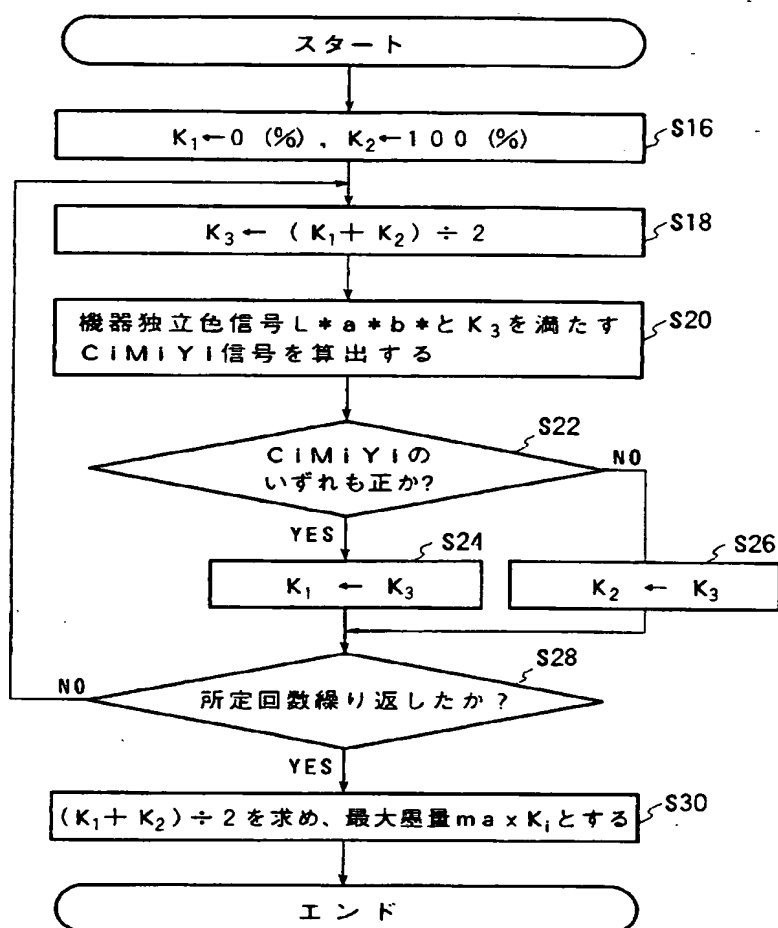 スタート
K₁←0 (%) , K₂←100 (%)
S16
K₃← (K₁+K₂) ÷2
S18
機器独立色信号L*a*b*とK₃を満たす
CiMiYi信号を算出する
S20
S22
CiMiYiの
いずれも正か?
NO
YES
S24
K₁ ← K₃
S26
K₂ ← K₃
S28
NO
所定回数繰り返したか?
YES
(K₁+K₂) ÷2を求め、最大墨量maxKᵢとする
S30
エンド